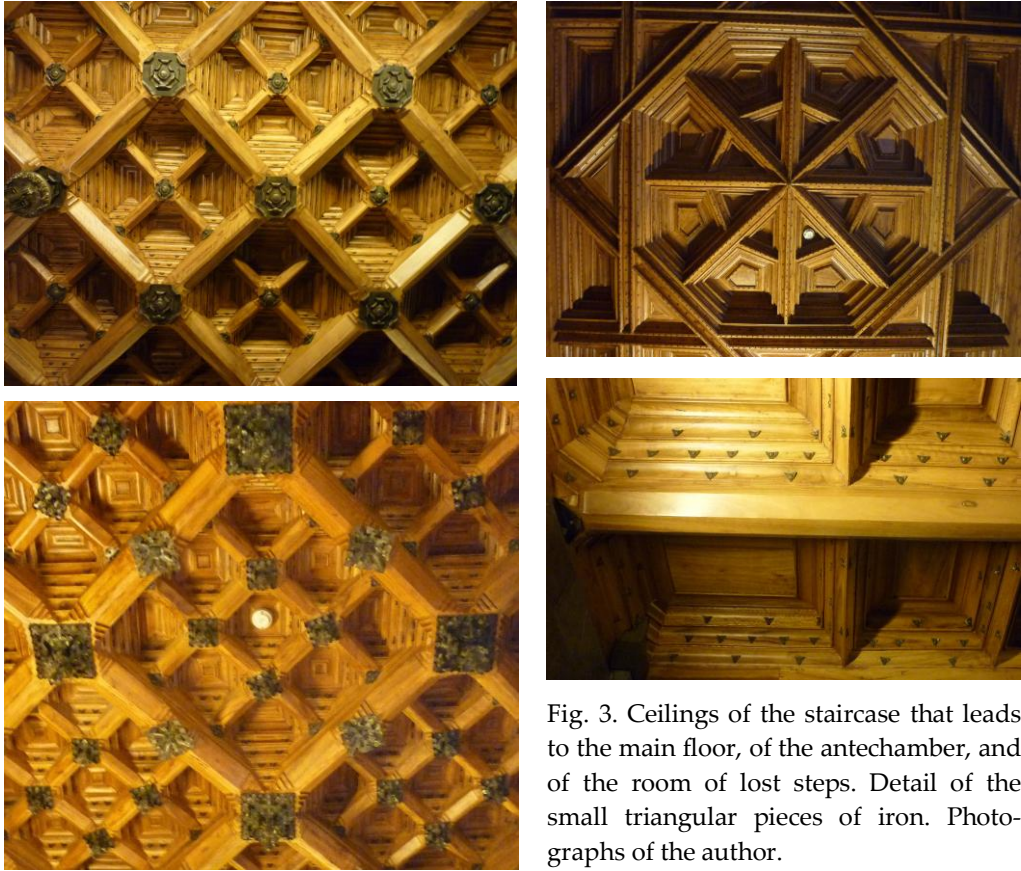 Fig. 3. Ceilings of the staircase that leads
to the main floor, of the antechamber, and
of the room of lost steps. Detail of the
small triangular pieces of iron. Photo-
graphs of the author.